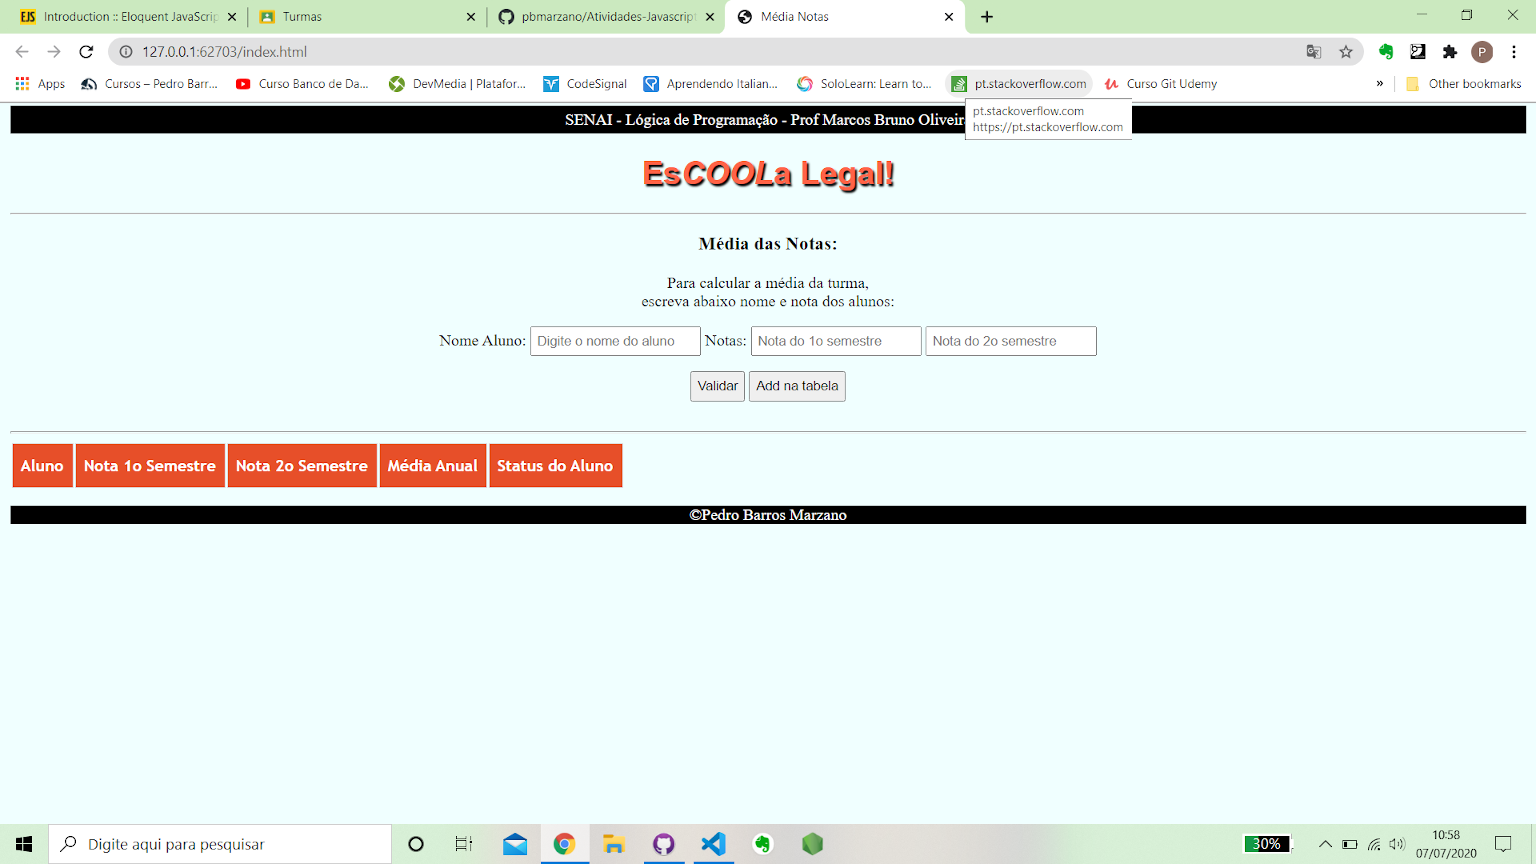 EJS Introduction :: Eloquent JavaScrip
Turmas
pbmarzano/Atividades-Javascript
Média Notas
127.0.0.1:62703/index.html
P
Apps
Cursos – Pedro Barr...
Curso Banco de Da...
DevMedia | Platafor...
CodeSignal
Aprendendo Italian...
SoloLearn: Learn to...
pt.stackoverflow.com
Curso Git Udemy
»
Other bookmarks
pt.stackoverflow.com
https://pt.stackoverflow.com
SENAI - Lógica de Programação - Prof Marcos Bruno Oliveir
EsCOOLa Legal!
Média das Notas:
Para calcular a média da turma,
escreva abaixo nome e nota dos alunos:
Nome Aluno: Digite o nome do aluno Notas: Nota do 1o semestre Nota do 2o semestre
Validar Add na tabela
Aluno Nota 1o Semestre Nota 2o Semestre Média Anual Status do Aluno
©Pedro Barros Marzano
Digite aqui para pesquisar
30%
10:58
07/07/2020